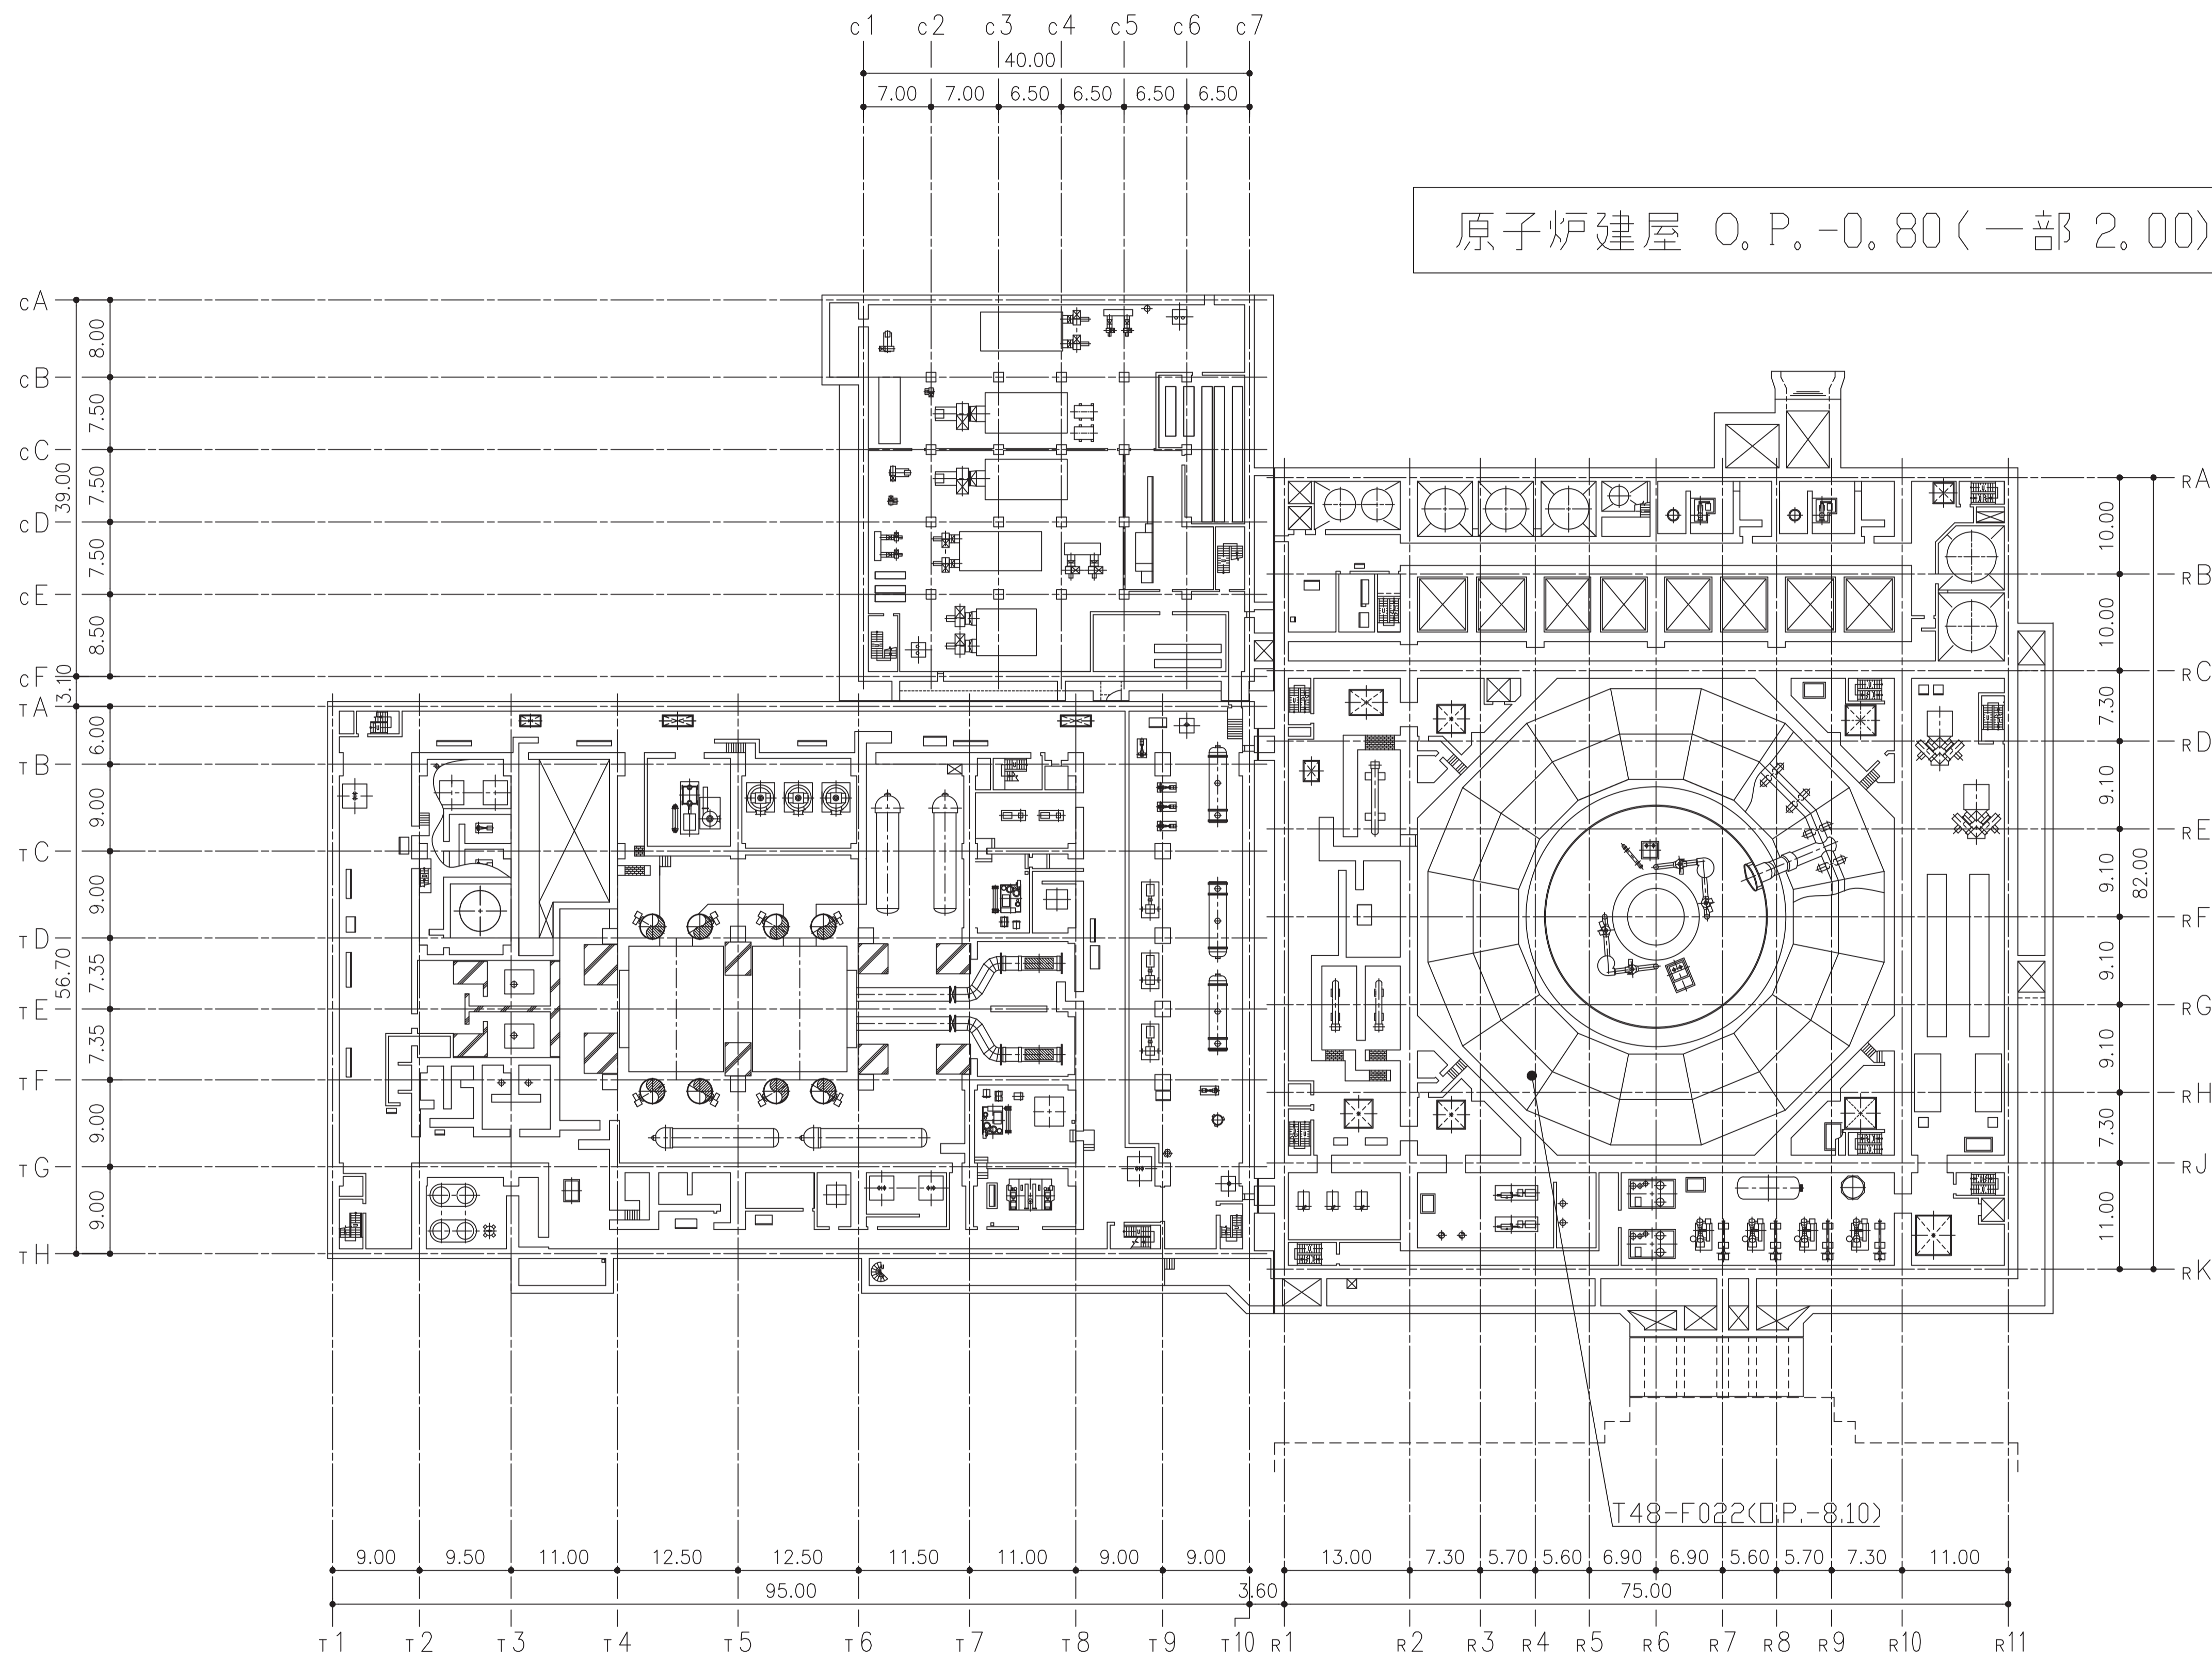 c1 c2 c3 c4 c5 c6 c7
40.00
7.00 7.00 6.50 6.50 6.50 6.50
原子炉建屋 O.P.-0.80(一部 2.00)
cA
cB
cC
cD
cE
cF
8.00
7.50
7.50
7.50
8.50
39.00
3.10
TA
TB
TC
TD
TE
TF
TG
TH
6.00
9.00
9.00
7.35
7.35
9.00
9.00
56.70
RA
RB
RC
RD
RE
RF
RG
RH
RJ
RK
10.00
10.00
7.30
9.10
9.10
9.10
9.10
7.30
11.00
82.00
T48-F022(O.P.-8.10)
9.00 9.50 11.00 12.50 12.50 11.50 11.00 9.00 9.00 13.00 7.30 5.70 5.60 6.90 6.90 5.60 5.70 7.30 11.00
95.00 3.60 75.00
T1 T2 T3 T4 T5 T6 T7 T8 T9 T10 R1 R2 R3 R4 R5 R6 R7 R8 R9 R10 R11